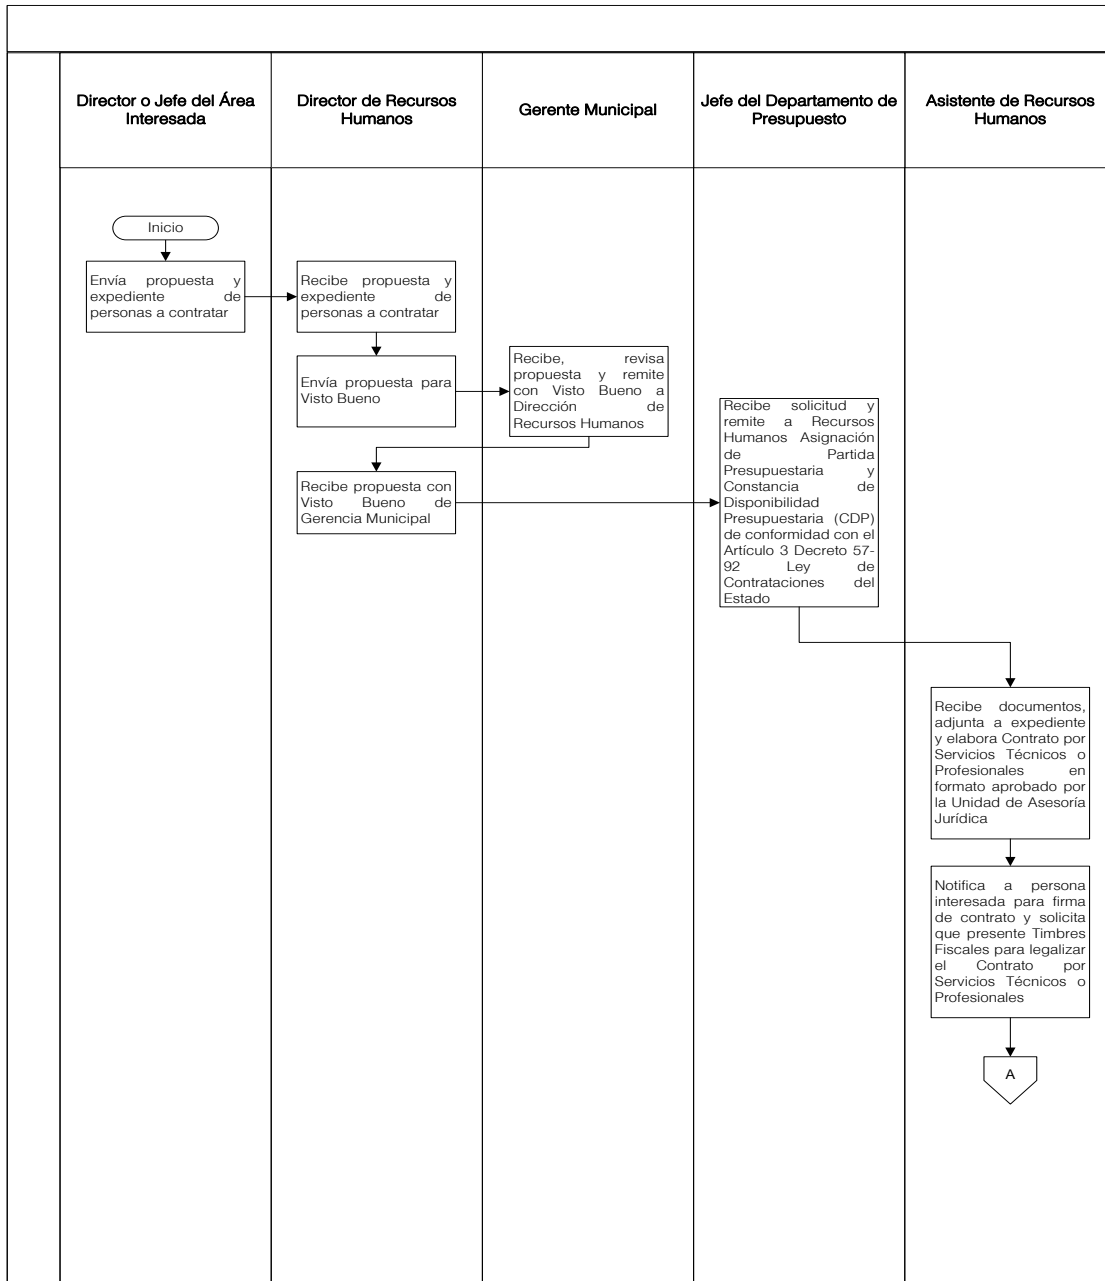 Director o Jefe del Área
Interesada
Director de Recursos
Humanos
Gerente Municipal
Jefe del Departamento de
Presupuesto
Asistente de Recursos
Humanos
Inicio
Envía propuesta y
expediente de
personas a contratar
Recibe propuesta y
expediente de
personas a contratar
Envía propuesta para
Visto Bueno
Recibe, revisa
propuesta y remite
con Visto Bueno a
Dirección de
Recursos Humanos
Recibe propuesta con
Visto Bueno de
Gerencia Municipal
Recibe solicitud y
remite a Recursos
Humanos Asignación
de Partida
Presupuestaria y
Constancia de
Disponibilidad
Presupuestaria (CDP)
de conformidad con el
Artículo 3 Decreto 57-
92 Ley de
Contrataciones del
Estado
Recibe documentos,
adjunta a expediente
y elabora Contrato por
Servicios Técnicos o
Profesionales en
formato aprobado por
la Unidad de Asesoría
Jurídica
Notifica a persona
interesada para firma
de contrato y solicita
que presente Timbres
Fiscales para legalizar
el Contrato por
Servicios Técnicos o
Profesionales
A